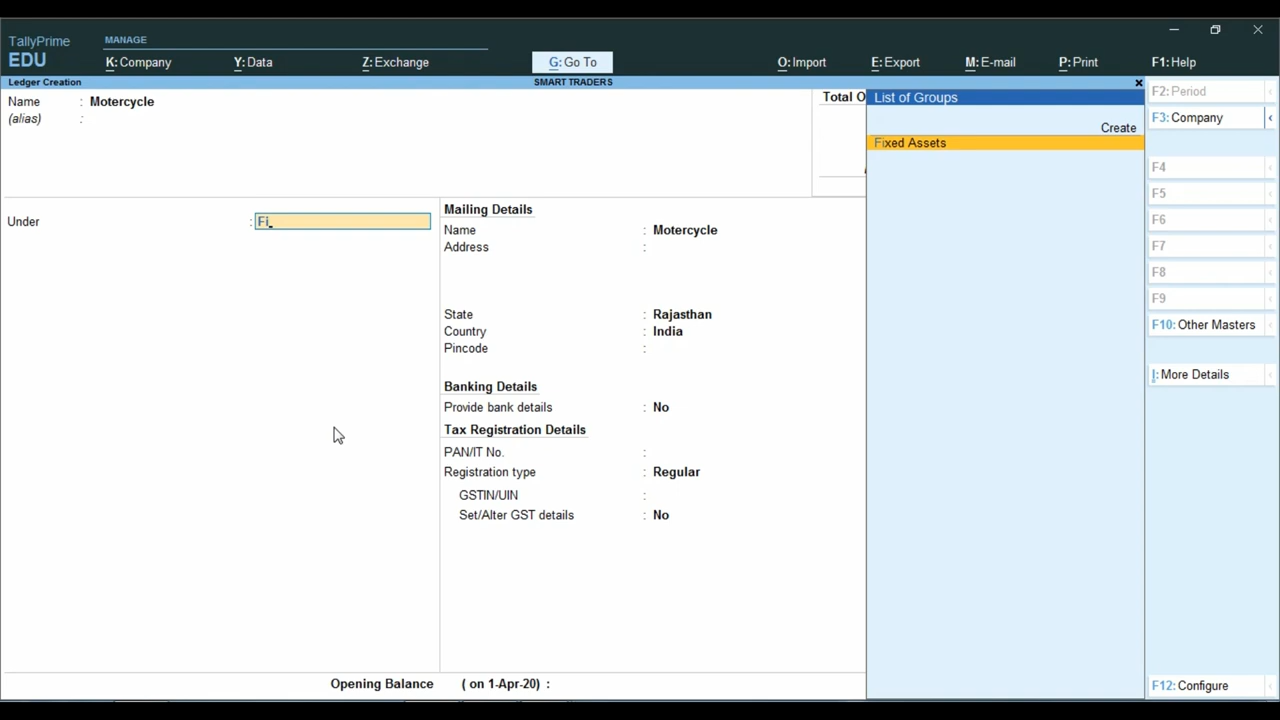 TallyPrime
EDU
MANAGE
K: Company
Y: Data
Z: Exchange
G: Go To
O: Import
E: Export
M: E-mail
P: Print
F1: Help
Ledger Creation
SMART TRADERS
Name : Motercycle
(alias) :
Total O
Under : Fi
Mailing Details
Name : Motercycle
Address :
State : Rajasthan
Country : India
Pincode :
Banking Details
Provide bank details : No
Tax Registration Details
PAN/IT No. :
Registration type : Regular
GSTIN/UIN :
Set/Alter GST details : No
Opening Balance ( on 1-Apr-20) :
List of Groups
Create
Fixed Assets
F2: Period
F3: Company
F4
F5
F6
F7
F8
F9
F10: Other Masters
I: More Details
F12: Configure